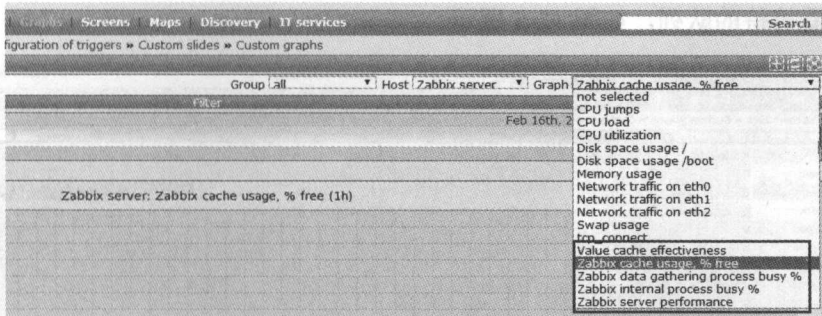 Graphs | Screens | Maps | Discovery | IT services
Search
figuration of triggers » Custom slides » Custom graphs
Group all Host Zabbix server Graph Zabbix cache usage, % free
Filter
not selected
CPU jumps
Feb 16th, 2
CPU load
CPU utilization
Disk space usage /
Disk space usage /boot
Memory usage
Network traffic on eth0
Zabbix server: Zabbix cache usage, % free (1h)
Network traffic on eth1
Network traffic on eth2
Swap usage
tcp_connect
Value cache effectiveness
Zabbix cache usage, % free
Zabbix data gathering process busy %
Zabbix internal process busy %
Zabbix server performance